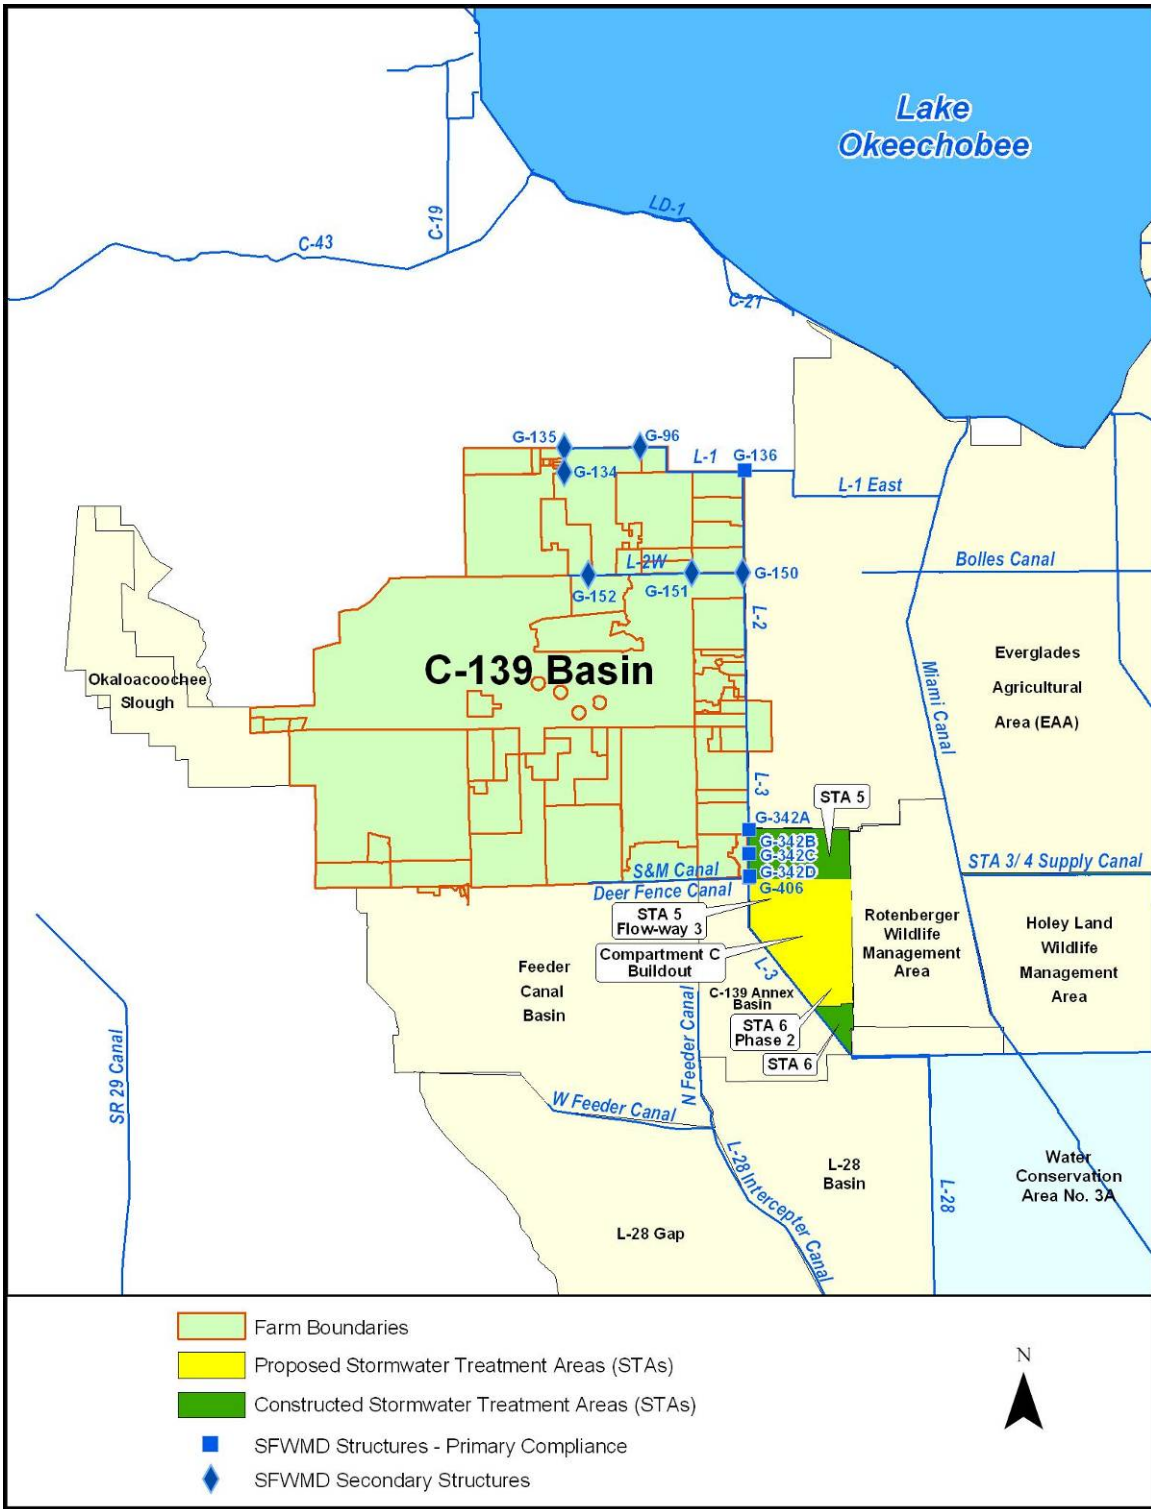 Lake
Okeechobee
LD-1
C-19
C-43
C-21
G-135
G-96
G-134
L-1
G-136
L-1 East
L-2W
G-152
G-151
G-150
Bolles Canal
L-2
C-139 Basin
Okaloacoochee
Slough
Everglades
Agricultural
Area (EAA)
Miami Canal
L-3
STA 5
G-342A
G-342B
G-342C
G-342D
G-406
S&M Canal
Deer Fence Canal
STA 3/ 4 Supply Canal
STA 5
Flow-way 3
Compartment C
Buildout
Rotenberger
Wildlife
Management
Area
Holey Land
Wildlife
Management
Area
Feeder
Canal
Basin
L-3
C-139 Annex
Basin
STA 6
Phase 2
STA 6
N Feeder Canal
W Feeder Canal
SR 29 Canal
L-28 Intercepter Canal
L-28
Basin
L-28
Water
Conservation
Area No. 3A
L-28 Gap
Farm Boundaries
Proposed Stormwater Treatment Areas (STAs)
Constructed Stormwater Treatment Areas (STAs)
SFWMD Structures - Primary Compliance
SFWMD Secondary Structures
N